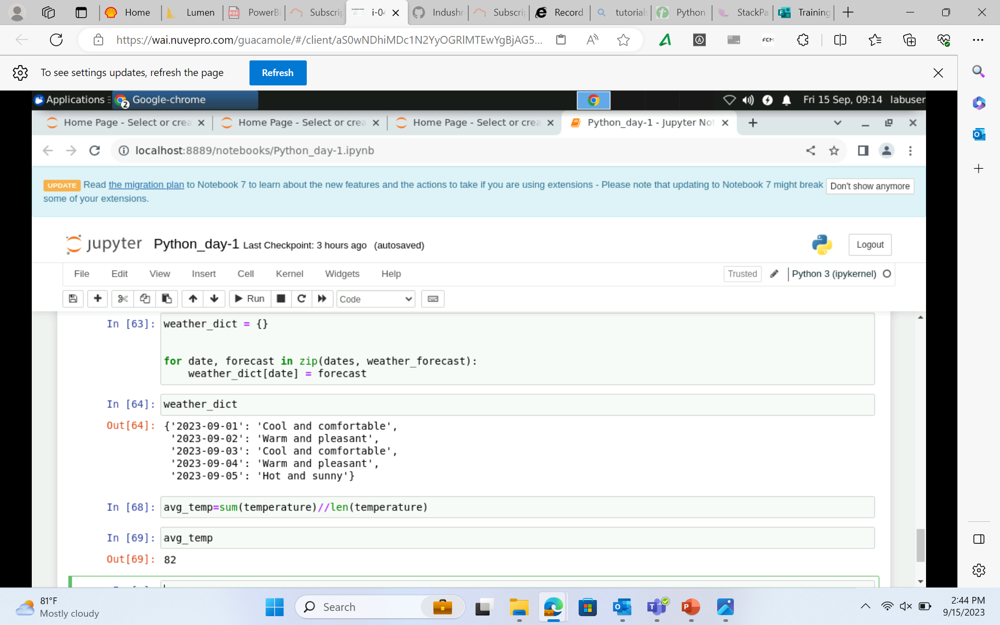 Home
Lumen
PowerBi
Subscrip
i-04
Indushr
Subscrip
Record
tutorials
Python
StackPa
Training
https://wai.nuvepro.com/guacamole/#/client/aS0wNDhiMDc1N2YyOGRlMTEwYgBjAG5...
To see settings updates, refresh the page
Refresh
Applications
2
Google-chrome
Fri 15 Sep, 09:14 labuser
Home Page - Select or crea
Home Page - Select or crea
Home Page - Select or crea
Python_day-1 - Jupyter Not
localhost:8889/notebooks/Python_day-1.ipynb
UPDATE Read the migration plan to Notebook 7 to learn about the new features and the actions to take if you are using extensions - Please note that updating to Notebook 7 might break
some of your extensions.
Don't show anymore
jupyter Python_day-1 Last Checkpoint: 3 hours ago (autosaved)
Logout
File Edit View Insert Cell Kernel Widgets Help
Trusted Python 3 (ipykernel)
Run
Code
In [63]: weather_dict = {}
for date, forecast in zip(dates, weather_forecast):
    weather_dict[date] = forecast
In [64]: weather_dict
Out[64]: {'2023-09-01': 'Cool and comfortable',
'2023-09-02': 'Warm and pleasant',
'2023-09-03': 'Cool and comfortable',
'2023-09-04': 'Warm and pleasant',
'2023-09-05': 'Hot and sunny'}
In [68]: avg_temp=sum(temperature)//len(temperature)
In [69]: avg_temp
Out[69]: 82
81°F
Mostly cloudy
Search
2:44 PM
9/15/2023